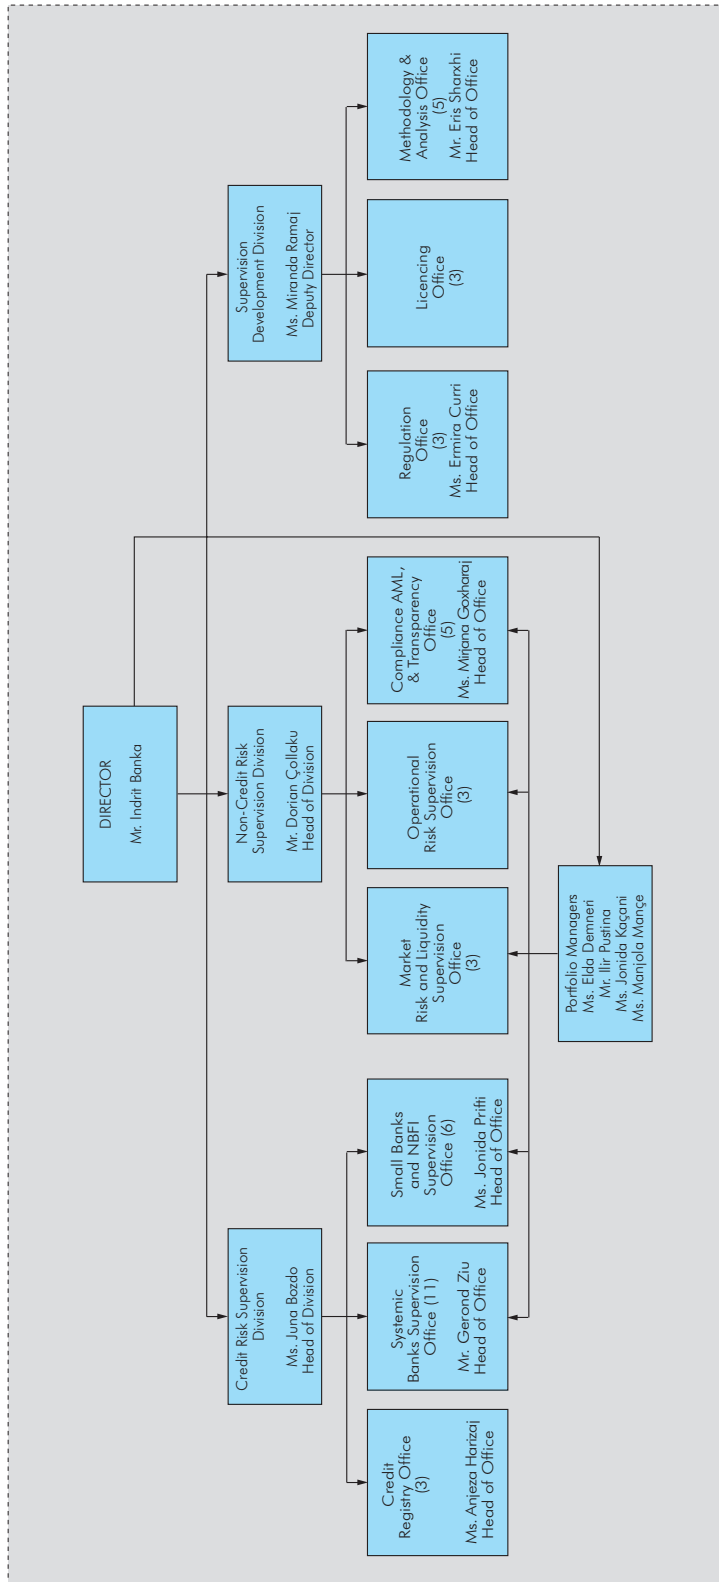 DIRECTOR
Mr. Indrit Banka
Credit Risk Supervision
Division
Ms. Juna Bozdo
Head of Division
Non-Credit Risk
Supervision Division
Mr. Dorian Çollaku
Head of Division
Supervision
Development Division
Ms. Miranda Ramaj
Deputy Director
Credit
Registry Office
(3)
Ms. Anjeza Harizaj
Head of Office
Systemic
Banks Supervision
Office (11)
Mr. Gerond Ziu
Head of Office
Small Banks
and NBFI
Supervision
Office (6)
Ms. Jonida Prifti
Head of Office
Market
Risk and Liquidity
Supervision
Office
(3)
Operational
Risk Supervision
Office
(3)
Compliance AML,
& Transparency
Office
(5)
Ms. Mirjana Goxharaj
Head of Office
Regulation
Office
(3)
Ms. Ermira Curri
Head of Office
Licencing
Office
(3)
Methodology &
Analysis Office
(5)
Mr. Eris Sharxhi
Head of Office
Portfolio Managers
Ms. Elda Demneri
Mr. Ilir Pustina
Ms. Jonida Kaçani
Ms. Manjola Mançe